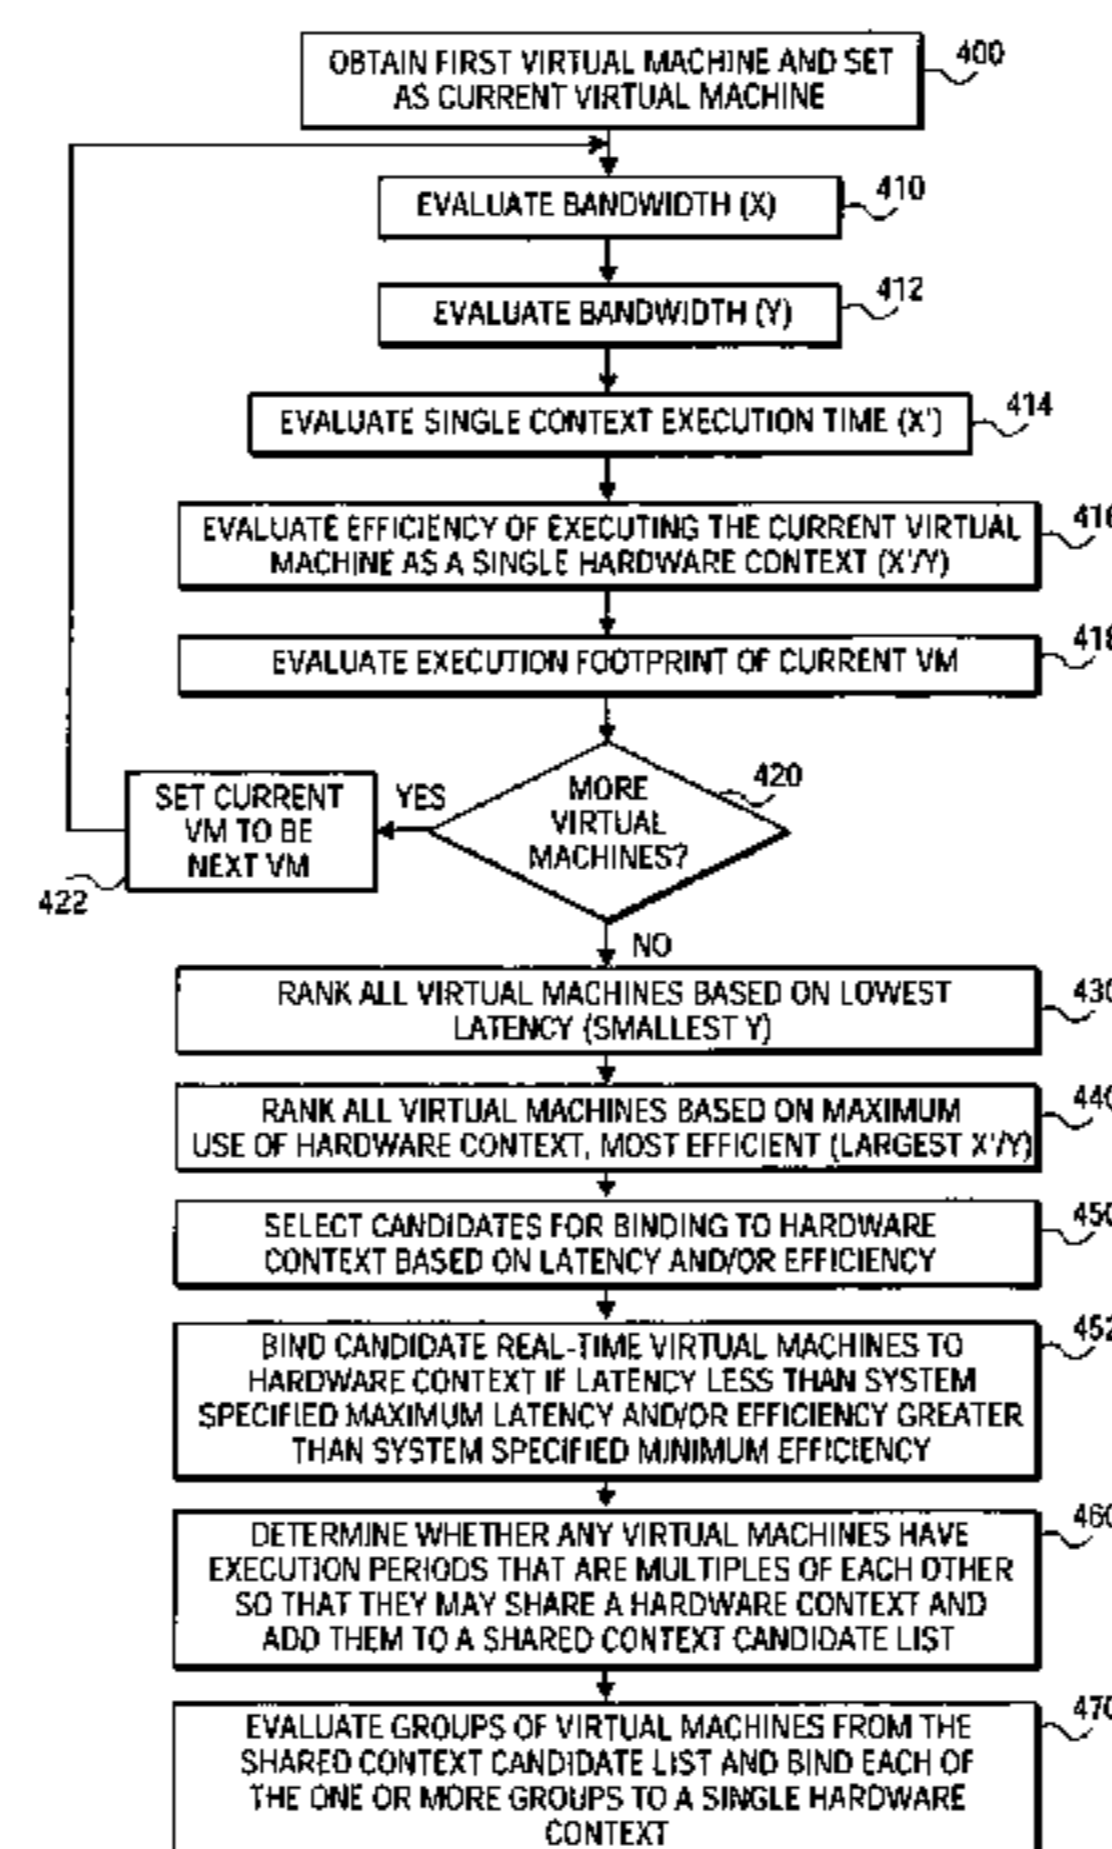 OBTAIN FIRST VIRTUAL MACHINE AND SET
AS CURRENT VIRTUAL MACHINE
400
EVALUATE BANDWIDTH (X)
410
EVALUATE BANDWIDTH (Y)
412
EVALUATE SINGLE CONTEXT EXECUTION TIME (X')
414
EVALUATE EFFICIENCY OF EXECUTING THE CURRENT VIRTUAL
MACHINE AS A SINGLE HARDWARE CONTEXT (X'/Y)
416
EVALUATE EXECUTION FOOTPRINT OF CURRENT VM
418
MORE
VIRTUAL
MACHINES?
420
YES
SET CURRENT
VM TO BE
NEXT VM
422
NO
RANK ALL VIRTUAL MACHINES BASED ON LOWEST
LATENCY (SMALLEST Y)
430
RANK ALL VIRTUAL MACHINES BASED ON MAXIMUM
USE OF HARDWARE CONTEXT, MOST EFFICIENT (LARGEST X'/Y)
440
SELECT CANDIDATES FOR BINDING TO HARDWARE
CONTEXT BASED ON LATENCY AND/OR EFFICIENCY
450
BIND CANDIDATE REAL-TIME VIRTUAL MACHINES TO
HARDWARE CONTEXT IF LATENCY LESS THAN SYSTEM
SPECIFIED MAXIMUM LATENCY AND/OR EFFICIENCY GREATER
THAN SYSTEM SPECIFIED MINIMUM EFFICIENCY
452
DETERMINE WHETHER ANY VIRTUAL MACHINES HAVE
EXECUTION PERIODS THAT ARE MULTIPLES OF EACH OTHER
SO THAT THEY MAY SHARE A HARDWARE CONTEXT AND
ADD THEM TO A SHARED CONTEXT CANDIDATE LIST
460
EVALUATE GROUPS OF VIRTUAL MACHINES FROM THE
SHARED CONTEXT CANDIDATE LIST AND BIND EACH OF
THE ONE OR MORE GROUPS TO A SINGLE HARDWARE
CONTEXT
470